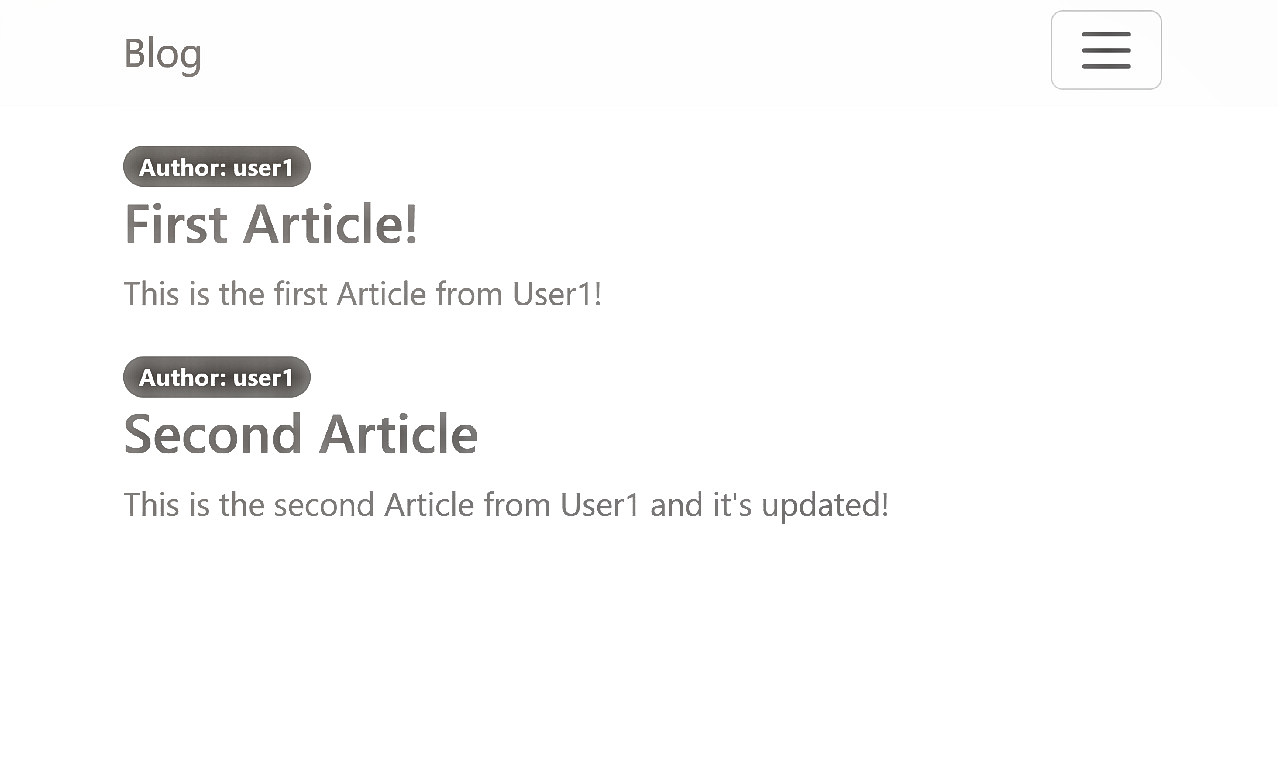 Blog
Author: user1
First Article!
This is the first Article from User1!
Author: user1
Second Article
This is the second Article from User1 and it's updated!